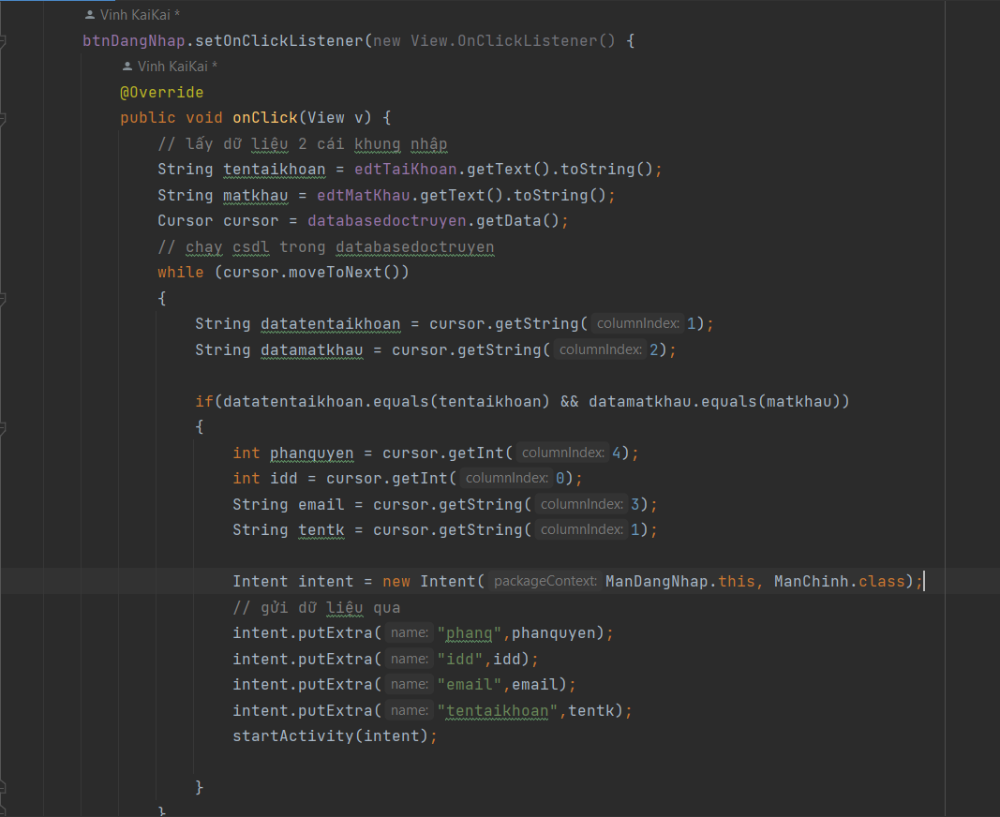 Vinh KaiKai *
btnDangNhap.setOnClickListener(new View.OnClickListener() {
Vinh KaiKai *
@Override
public void onClick(View v) {
// lấy dữ liệu 2 cái khung nhập
String tentaikhoan = edtTaiKhoan.getText().toString();
String matkhau = edtMatKhau.getText().toString();
Cursor cursor = databasedoctruyen.getData();
// chay csdl trong databasedoctruyen
while (cursor.moveToNext())
{
String datatentaikhoan = cursor.getString( columnIndex: 1);
String datamatkhau = cursor.getString( columnIndex: 2);
if(datatentaikhoan.equals(tentaikhoan) && datamatkhau.equals(matkhau))
{
int phanquyen = cursor.getInt( columnIndex: 4);
int idd = cursor.getInt( columnIndex: 0);
String email = cursor.getString( columnIndex: 3);
String tentk = cursor.getString( columnIndex: 1);
Intent intent = new Intent( packageContext: ManDangNhap.this, ManChinh.class);
// gửi dữ liệu qua
intent.putExtra( name: "phanq",phanquyen);
intent.putExtra( name: "idd",idd);
intent.putExtra( name: "email",email);
intent.putExtra( name: "tentaikhoan",tentk);
startActivity(intent);
}
}